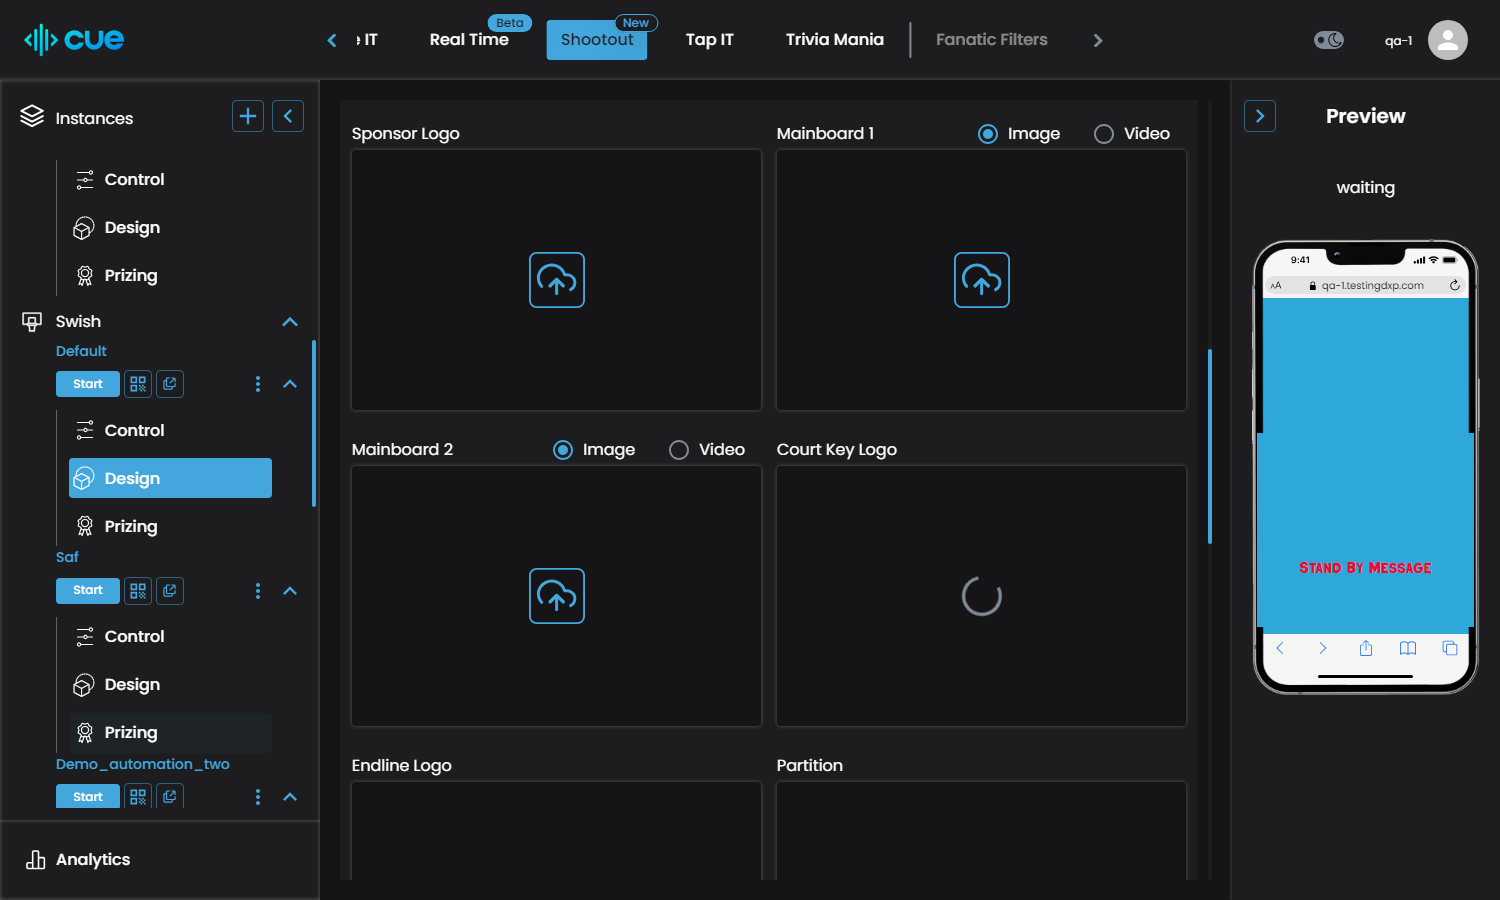 cue
IT
Real Time
Beta
Shootout
New
Tap IT
Trivia Mania
Fanatic Filters
qa-1
Instances
Control
Design
Prizing
Swish
Default
Start
Control
Design
Prizing
Saf
Start
Control
Design
Prizing
Demo_automation_two
Start
Analytics
Sponsor Logo
Mainboard 1
Image
Video
Mainboard 2
Image
Video
Court Key Logo
Endline Logo
Partition
Preview
waiting
9:41
AA
qa-1.testingdxp.com
Stand By Message